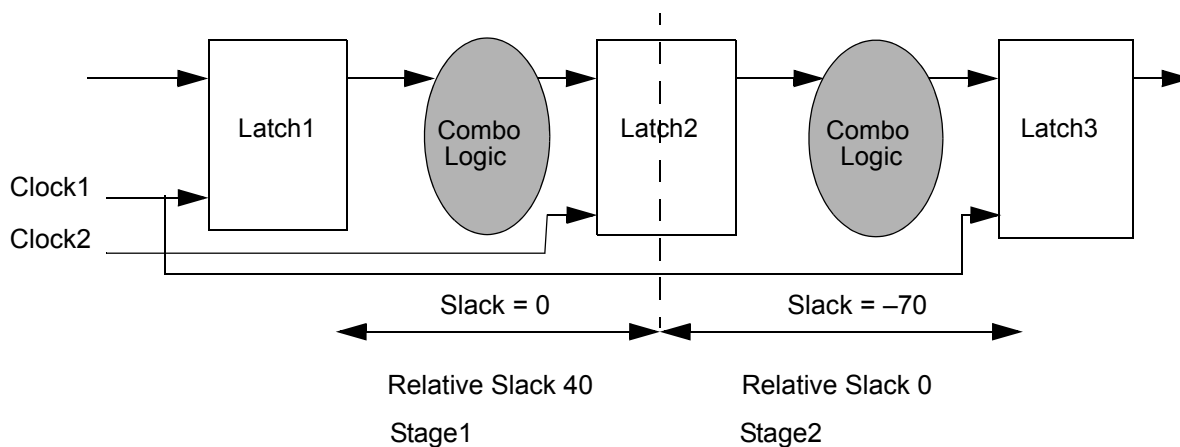 Latch1
Combo
Logic
Latch2
Combo
Logic
Latch3
Clock1
Clock2
Slack = 0
Slack = –70
Relative Slack 40
Relative Slack 0
Stage1
Stage2